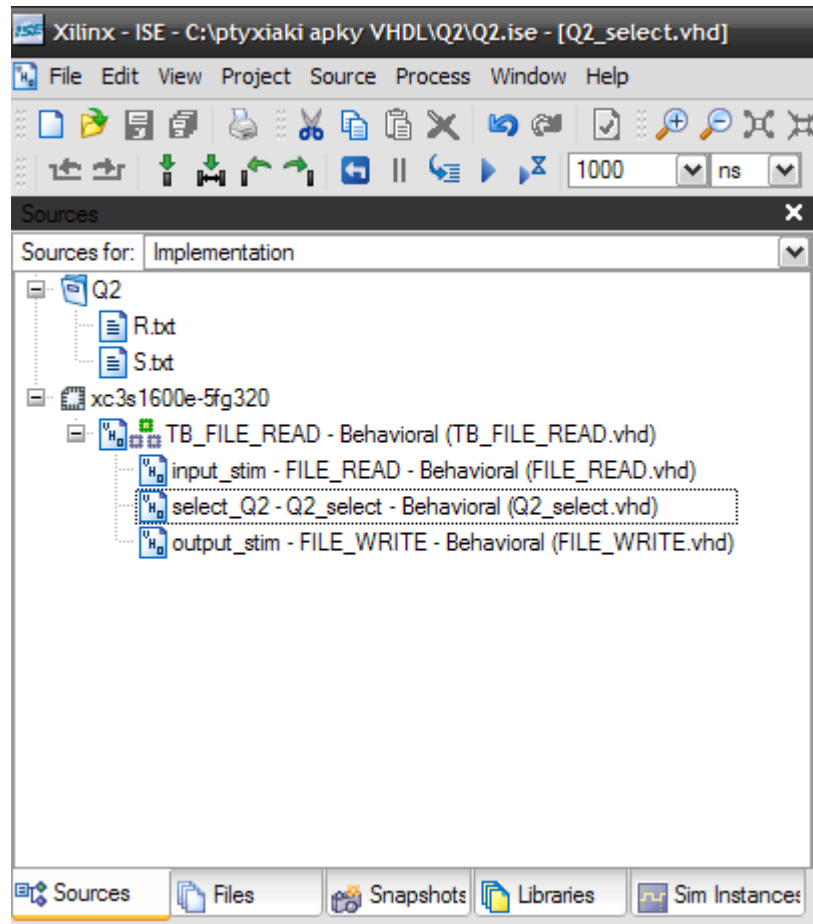 Xilinx - ISE - C:\ptyxiaki apky VHDL\Q2\Q2.ise - [Q2_select.vhd]
File Edit View Project Source Process Window Help
1000 ns
Sources
Sources for: Implementation
Q2
R.txt
S.txt
xc3s1600e-5fg320
TB_FILE_READ - Behavioral (TB_FILE_READ.vhd)
input_stim - FILE_READ - Behavioral (FILE_READ.vhd)
select_Q2 - Q2_select - Behavioral (Q2_select.vhd)
output_stim - FILE_WRITE - Behavioral (FILE_WRITE.vhd)
Sources Files Snapshots Libraries Sim Instances